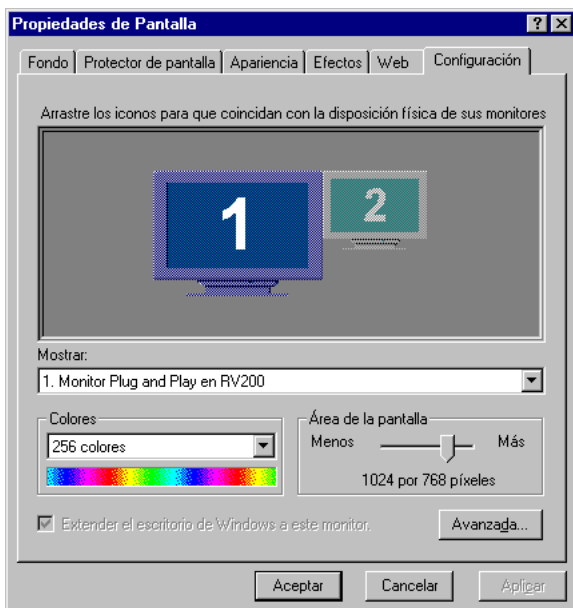 Propiedades de Pantalla
Fondo Protector de pantalla Apariencia Efectos Web Configuración
Arrastre los iconos para que coincidan con la disposición física de sus monitores
1 2
Mostrar:
1. Monitor Plug and Play en RV200
Colores
256 colores
Área de la pantalla
Menos Más
1024 por 768 píxeles
Extender el escritorio de Windows a este monitor.
Avanzada...
Aceptar Cancelar Aplicar